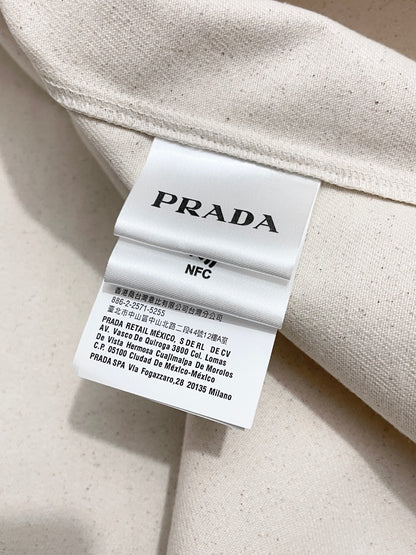 PRADA
NFC
香港商台灣普拉達有限公司台灣分公司
886-2-2571-5255
臺北市中山區中山北路二段44號12樓A室
PRADA RETAIL MÉXICO, S DE RL DE CV
AV. Vasco De Quiroga 3800 Col. Lomas
De Vista Hermosa Cuajimalpa De Morolos
C.P. 05100 Ciudad De México-México
PRADA SPA Via Fogazzaro,28 20135 Milano